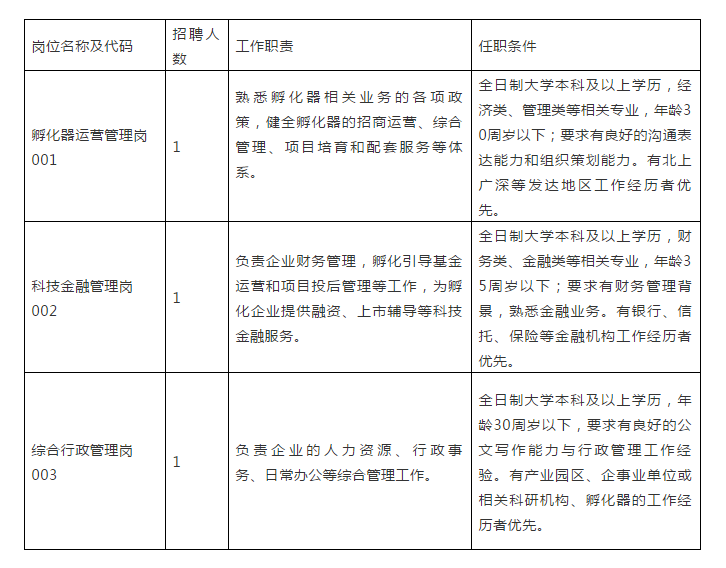 岗位名称及代码
招聘人
数
工作职责
任职条件
孵化器运营管理岗
001
1
熟悉孵化器相关业务的各项政
策，健全孵化器的招商运营、综合
管理、项目培育和配套服务等体
系。
全日制大学本科及以上学历，经
济类、管理类等相关专业，年龄3
0周岁以下；要求有良好的沟通表
达能力和组织策划能力。有北上
广深等发达地区工作经历者优
先。
科技金融管理岗
002
1
负责企业财务管理，孵化引导基金
运营和项目投后管理等工作，为孵
化企业提供融资、上市辅导等科技
金融服务。
全日制大学本科及以上学历，财
务类、金融类等相关专业，年龄3
5周岁以下；要求有财务管理背
景，熟悉金融业务。有银行、信
托、保险等金融机构工作经历者
优先。
综合行政管理岗
003
1
负责企业的人力资源、行政事
务、日常办公等综合管理工作。
全日制大学本科及以上学历，年
龄30周岁以下，要求有良好的公
文写作能力与行政管理工作经
验。有产业园区、企事业单位或
相关科研机构、孵化器的工作经
历者优先。